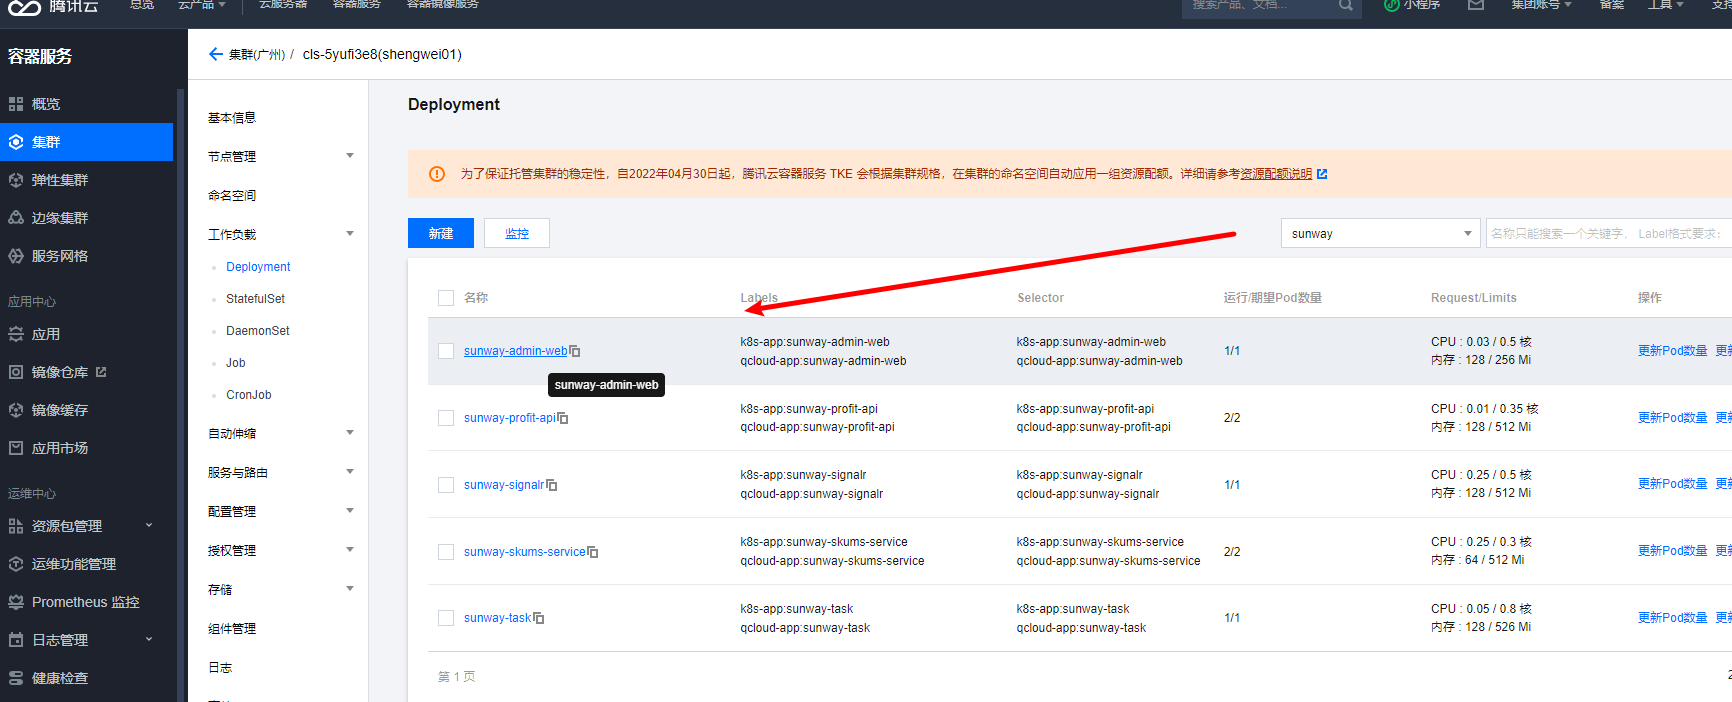 腾讯云 总览 云产品 云服务器 容器服务 容器镜像服务 搜索产品、文档... 小程序 集团账号 备案 工具 支持
容器服务
概览
集群
弹性集群
边缘集群
服务网格
应用中心
应用
镜像仓库
镜像缓存
应用市场
运维中心
资源包管理
运维功能管理
Prometheus 监控
日志管理
健康检查
集群(广州) / cls-5yufi3e8(shengwei01)
基本信息
节点管理
命名空间
工作负载
Deployment
StatefulSet
DaemonSet
Job
CronJob
自动伸缩
服务与路由
配置管理
授权管理
存储
组件管理
日志
Deployment
为了保证托管集群的稳定性，自2022年04月30日起，腾讯云容器服务 TKE 会根据集群规格，在集群的命名空间自动应用一组资源配额。详细请参考资源配额说明
新建 监控 sunway 名称只能搜索一个关键字， Label格式要求：
名称 Labels Selector 运行/期望Pod数量 Request/Limits 操作
sunway-admin-web k8s-app:sunway-admin-web k8s-app:sunway-admin-web 1/1 CPU : 0.03 / 0.5 核 更新Pod数量 更新
qcloud-app:sunway-admin-web qcloud-app:sunway-admin-web 内存 : 128 / 256 Mi
sunway-admin-web
sunway-profit-api k8s-app:sunway-profit-api k8s-app:sunway-profit-api 2/2 CPU : 0.01 / 0.35 核 更新Pod数量 更新
qcloud-app:sunway-profit-api qcloud-app:sunway-profit-api 内存 : 128 / 512 Mi
sunway-signalr k8s-app:sunway-signalr k8s-app:sunway-signalr 1/1 CPU : 0.25 / 0.5 核 更新Pod数量 更新
qcloud-app:sunway-signalr qcloud-app:sunway-signalr 内存 : 128 / 512 Mi
sunway-skums-service k8s-app:sunway-skums-service k8s-app:sunway-skums-service 2/2 CPU : 0.25 / 0.3 核 更新Pod数量 更新
qcloud-app:sunway-skums-service qcloud-app:sunway-skums-service 内存 : 64 / 512 Mi
sunway-task k8s-app:sunway-task k8s-app:sunway-task 1/1 CPU : 0.05 / 0.8 核 更新Pod数量 更新
qcloud-app:sunway-task qcloud-app:sunway-task 内存 : 128 / 526 Mi
第 1 页 2